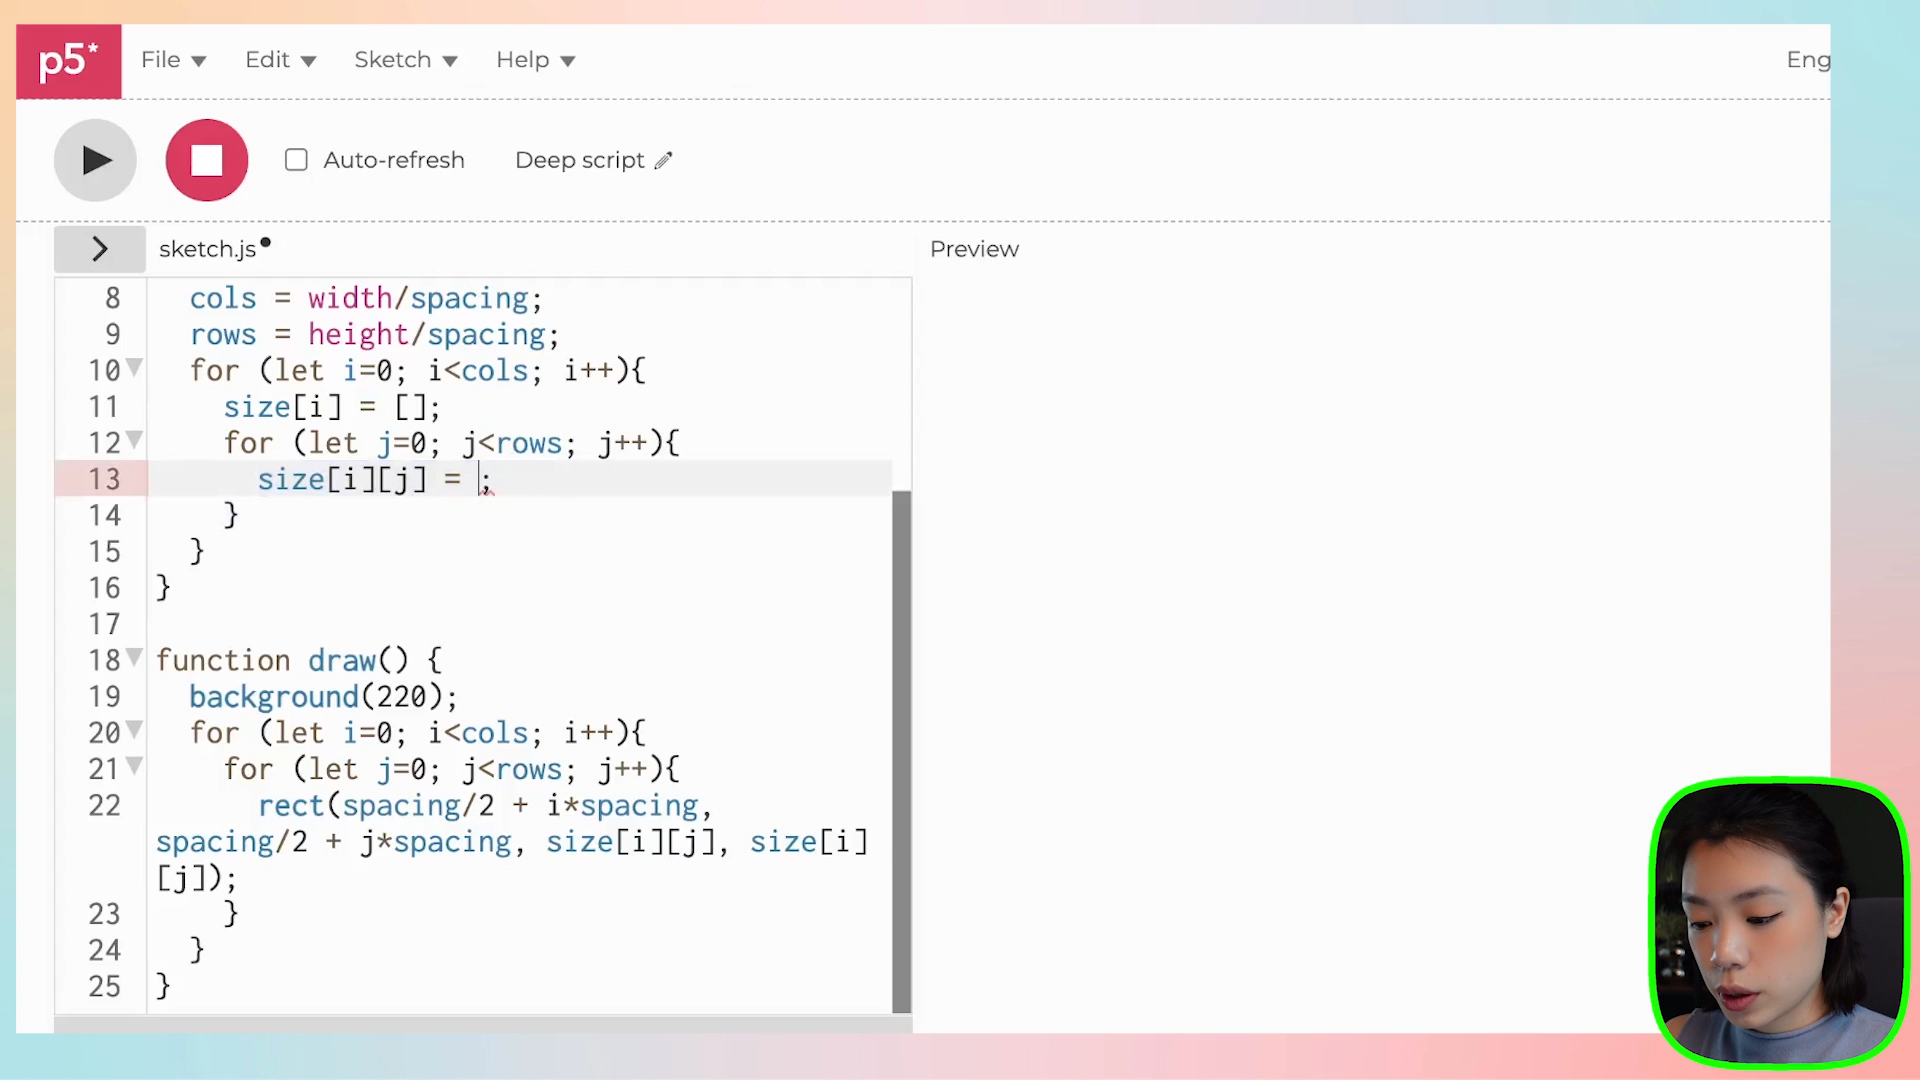 p5* File Edit Sketch Help Eng
Auto-refresh Deep script
> sketch.js Preview
8 cols = width/spacing;
9 rows = height/spacing;
10 for (let i=0; i<cols; i++){
11 size[i] = [];
12 for (let j=0; j<rows; j++){
13 size[i][j] = ;
14 }
15 }
16 }
17
18 function draw() {
19 background(220);
20 for (let i=0; i<cols; i++){
21 for (let j=0; j<rows; j++){
22 rect(spacing/2 + i*spacing,
spacing/2 + j*spacing, size[i][j], size[i]
[j]);
23 }
24 }
25 }